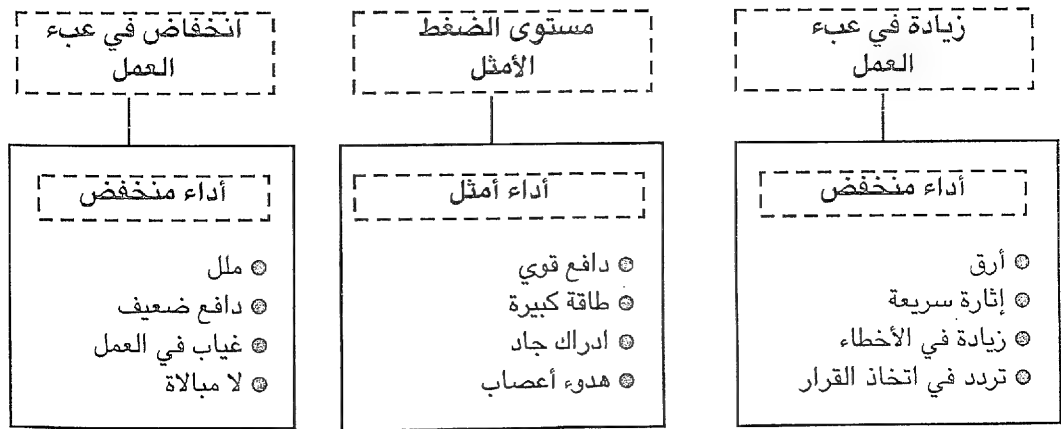 زيادة في عبء
العمل
أداء منخفض
أرق
إثارة سريعة
زيادة في الأخطاء
تردد في اتخاذ القرار
مستوى الضغط
الأمثل
أداء أمثل
دافع قوي
طاقة كبيرة
ادراك جاد
هدوء أعصاب
انخفاض في عبء
العمل
أداء منخفض
ملل
دافع ضعيف
غياب في العمل
لا مبالاة